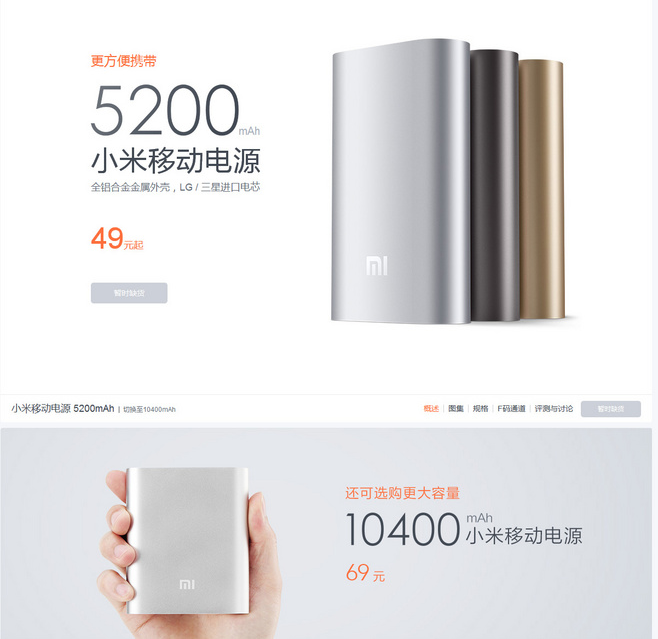 更方便携带
5200mAh
小米移动电源
全铝合金金属外壳，LG / 三星进口电芯
49元起
暂时缺货
小米移动电源 5200mAh | 切换至10400mAh
概述 | 图集 | 规格 | F码通道 | 评测与讨论 暂时缺货
还可选购更大容量
10400 mAh 小米移动电源
69 元